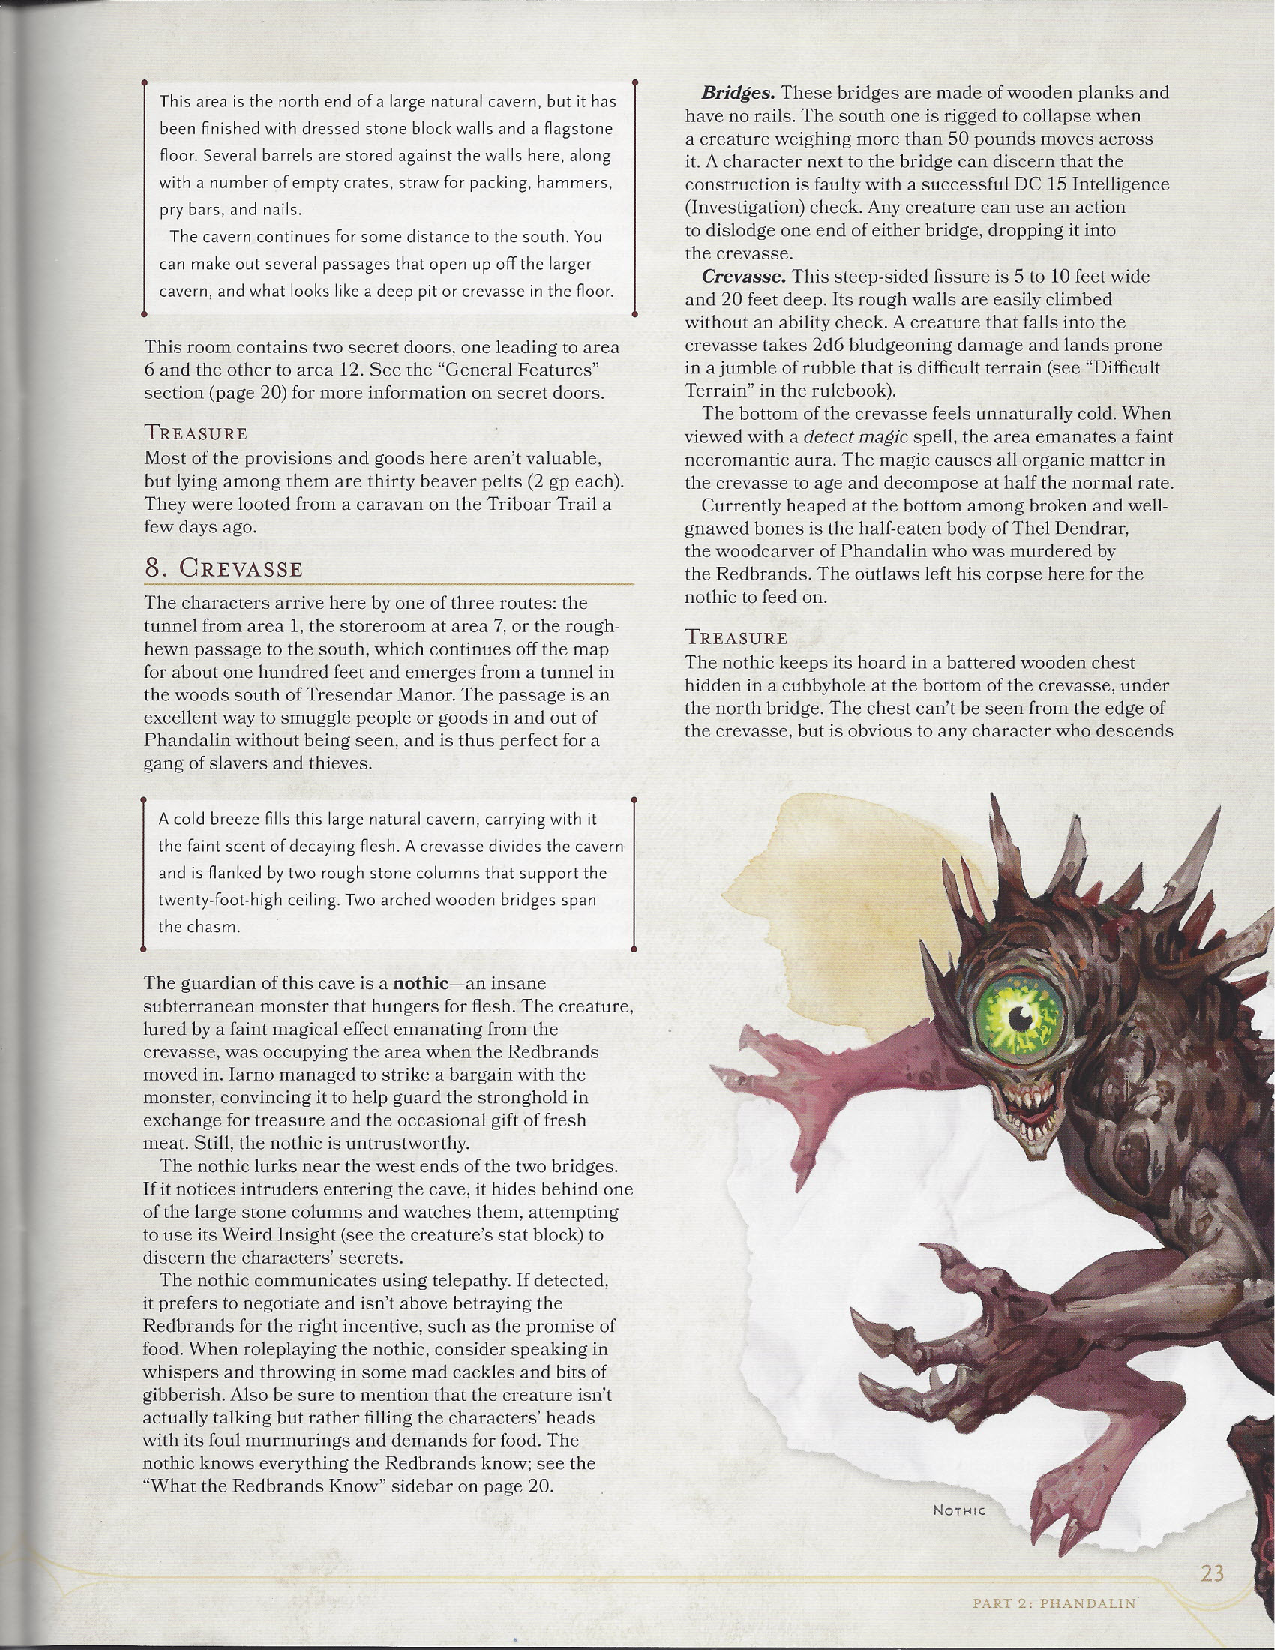 This area is the north end of a large natural cavern, but it has
been finished with dressed stone block walls and a flagstone
floor. Several barrels are stored against the walls here, along
with a number of empty crates, straw for packing, hammers,
pry bars, and nails.
The cavern continues for some distance to the south. You
can make out several passages that open up off the larger
cavern, and what looks like a deep pit or crevasse in the floor.
This room contains two secret doors, one leading to area
6 and the other to area 12. See the “General Features”
section (page 20) for more information on secret doors.
TREASURE
Most of the provisions and goods here aren’t valuable,
but lying among them are thirty beaver pelts (2 gp each).
They were looted from a caravan on the Triboar Trail a
few days ago.
8. CREVASSE
The characters arrive here by one of three routes: the
tunnel from area 1, the storeroom at area 7, or the rough-
hewn passage to the south, which continues off the map
for about one hundred feet and emerges from a tunnel in
the woods south of Tresendar Manor. The passage is an
excellent way to smuggle people or goods in and out of
Phandalin without being seen, and is thus perfect for a
gang of slavers and thieves.
A cold breeze fills this large natural cavern, carrying with it
the faint scent of decaying flesh. A crevasse divides the cavern
and is flanked by two rough stone columns that support the
twenty-foot-high ceiling. Two arched wooden bridges span
the chasm.
The guardian of this cave is a nothic—an insane
subterranean monster that hungers for flesh. The creature,
lured by a faint magical effect emanating from the
crevasse, was occupying the area when the Redbrands
moved in. Iarno managed to strike a bargain with the
monster, convincing it to help guard the stronghold in
exchange for treasure and the occasional gift of fresh
meat. Still, the nothic is untrustworthy.
The nothic lurks near the west ends of the two bridges.
If it notices intruders entering the cave, it hides behind one
of the large stone columns and watches them, attempting
to use its Weird Insight (see the creature’s stat block) to
discern the characters’ secrets.
The nothic communicates using telepathy. If detected,
it prefers to negotiate and isn’t above betraying the
Redbrands for the right incentive, such as the promise of
food. When roleplaying the nothic, consider speaking in
whispers and throwing in some mad cackles and bits of
gibberish. Also be sure to mention that the creature isn’t
actually talking but rather filling the characters’ heads
with its foul murmurings and demands for food. The
nothic knows everything the Redbrands know; see the
“What the Redbrands Know” sidebar on page 20.
Bridges. These bridges are made of wooden planks and
have no rails. The south one is rigged to collapse when
a creature weighing more than 50 pounds moves across
it. A character next to the bridge can discern that the
construction is faulty with a successful DC 15 Intelligence
(Investigation) check. Any creature can use an action
to dislodge one end of either bridge, dropping it into
the crevasse.
Crevasse. This steep-sided fissure is 5 to 10 feet wide
and 20 feet deep. Its rough walls are easily climbed
without an ability check. A creature that falls into the
crevasse takes 2d6 bludgeoning damage and lands prone
in a jumble of rubble that is difficult terrain (see “Difficult
Terrain” in the rulebook).
The bottom of the crevasse feels unnaturally cold. When
viewed with a detect magic spell, the area emanates a faint
necromantic aura. The magic causes all organic matter in
the crevasse to age and decompose at half the normal rate.
Currently heaped at the bottom among broken and well-
gnawed bones is the half-eaten body of Thel Dendrar,
the woodcarver of Phandalin who was murdered by
the Redbrands. The outlaws left his corpse here for the
nothic to feed on.
TREASURE
The nothic keeps its hoard in a battered wooden chest
hidden in a cubbyhole at the bottom of the crevasse, under
the north bridge. The chest can’t be seen from the edge of
the crevasse, but is obvious to any character who descends
NOTHIC
23
PART 2: PHANDALIN